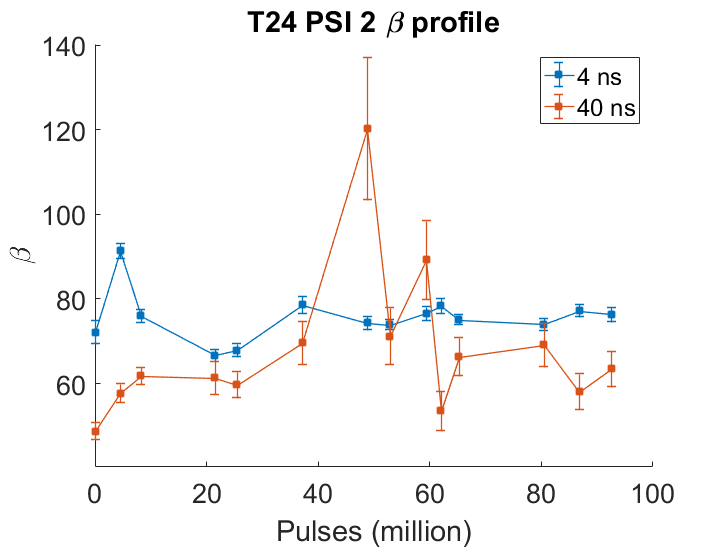 T24 PSI 2 β profile
140
120
100
80
60
0 20 40 60 80 100
β
Pulses (million)
4 ns
40 ns